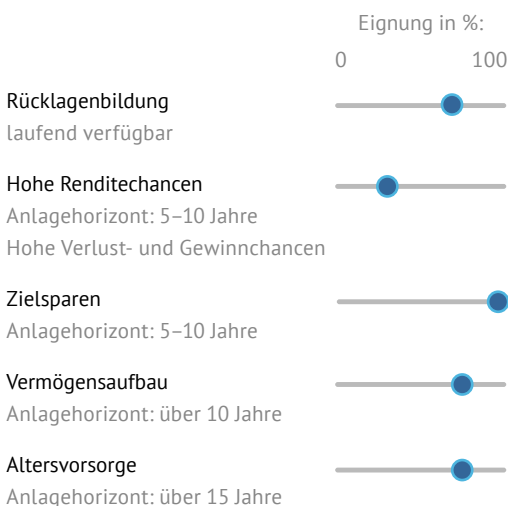 Eignung in %:
0 100
Rücklagenbildung
laufend verfügbar
Hohe Renditechancen
Anlagehorizont: 5–10 Jahre
Hohe Verlust- und Gewinnchancen
Zielsparen
Anlagehorizont: 5–10 Jahre
Vermögensaufbau
Anlagehorizont: über 10 Jahre
Altersvorsorge
Anlagehorizont: über 15 Jahre